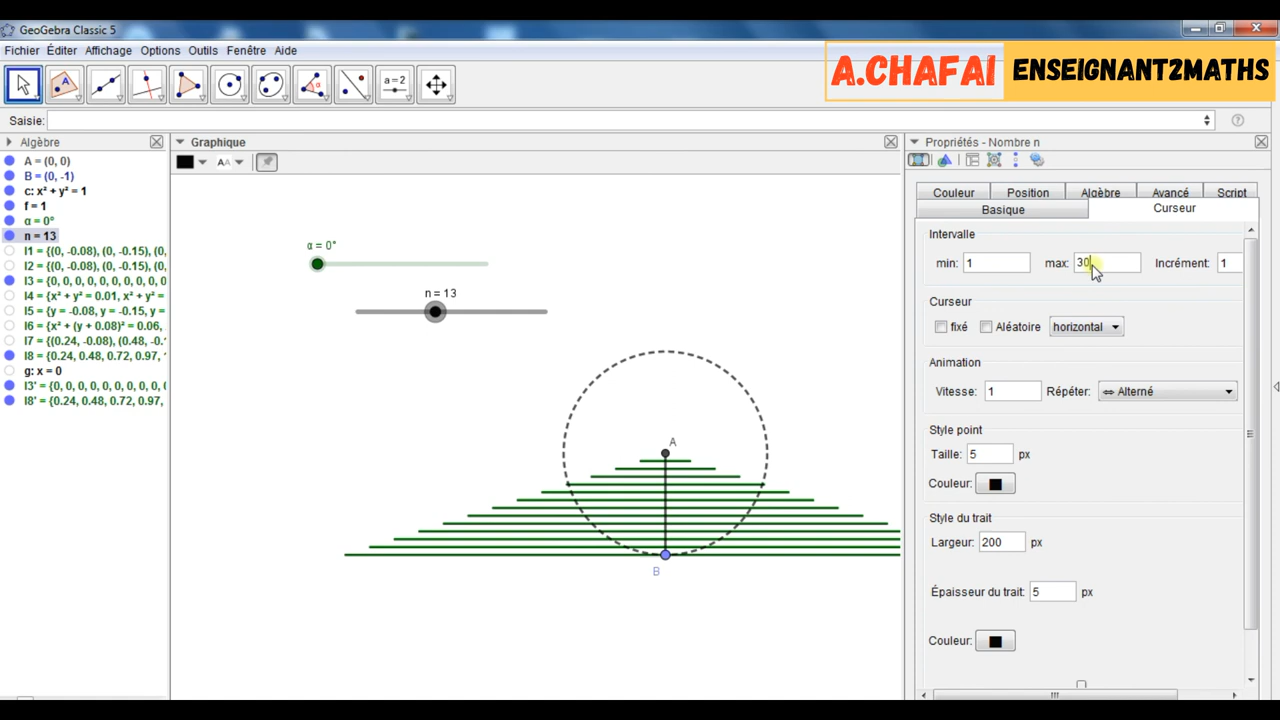 GeoGebra Classic 5
Fichier Éditer Affichage Options Outils Fenêtre Aide
A.CHAFAI ENSEIGNANT2MATHS
A
α
a=2
Saisie:
Algèbre
Graphique
Propriétés - Nombre n
AA
A = (0, 0)
B = (0, -1)
c: x² + y² = 1
f = 1
α = 0°
n = 13
l1 = {(0, -0.08), (0, -0.15), (0,
l2 = {(0, -0.08), (0, -0.15), (0,
l3 = {0, 0, 0, 0, 0, 0, 0, 0, 0,
l4 = {x² + y² = 0.01, x² + y² =
l5 = {y = -0.08, y = -0.15, y =
l6 = {x² + (y + 0.08)² = 0.06,
l7 = {(0.24, -0.08), (0.48, -0.1
l8 = {0.24, 0.48, 0.72, 0.97,
g: x = 0
l3' = {0, 0, 0, 0, 0, 0, 0, 0,
l8' = {0.24, 0.48, 0.72, 0.97,
α = 0°
n = 13
A
B
Couleur Position Algèbre Avancé Script
Basique Curseur
Intervalle
min: 1 max: 30 Incrément: 1
Curseur
fixé Aléatoire horizontal
Animation
Vitesse: 1 Répéter: ⇔ Alterné
Style point
Taille: 5 px
Couleur:
Style du trait
Largeur: 200 px
Épaisseur du trait: 5 px
Couleur: